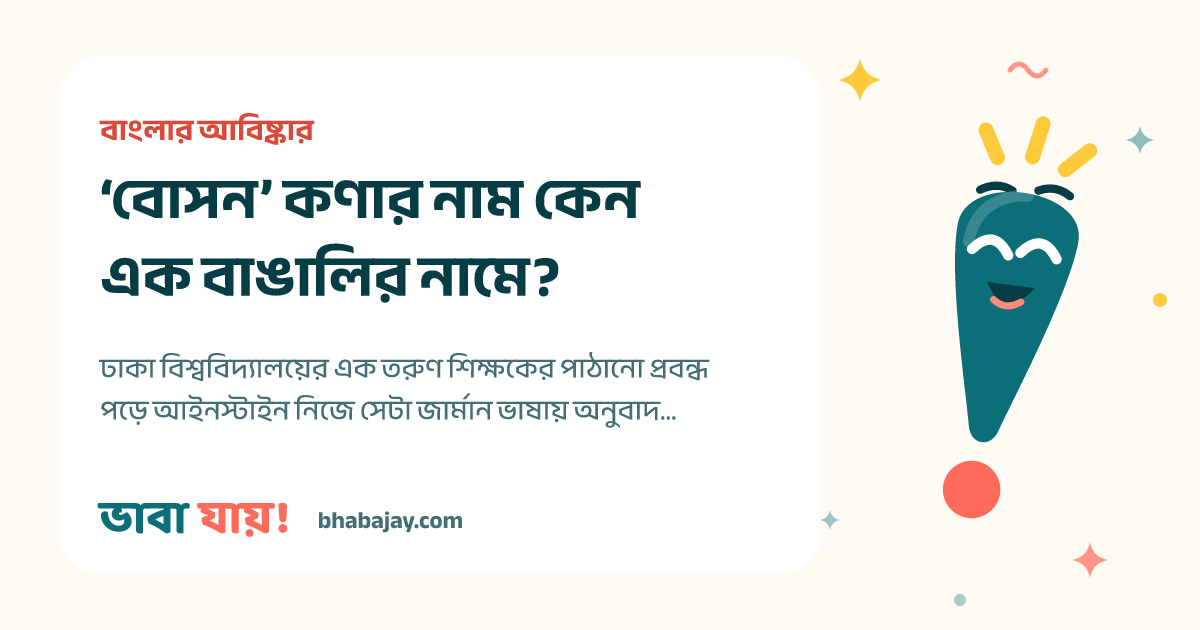 বাংলার আবিষ্কার
‘বোসন’ কণার নাম কেন
এক বাঙালির নামে?
ঢাকা বিশ্ববিদ্যালয়ের এক তরুণ শিক্ষকের পাঠানো প্রবন্ধ
পড়ে আইনস্টাইন নিজে সেটা জার্মান ভাষায় অনুবাদ...
ভাবা যায়! bhabajay.com